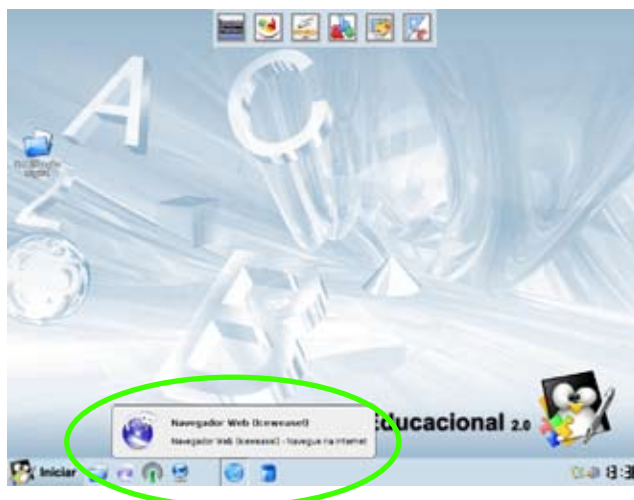 A
C
Z
A
Navegador Web (Iceweasel)
Navegador Web (Iceweasel) - Navegue na Internet
Educacional 2.0
Iniciar